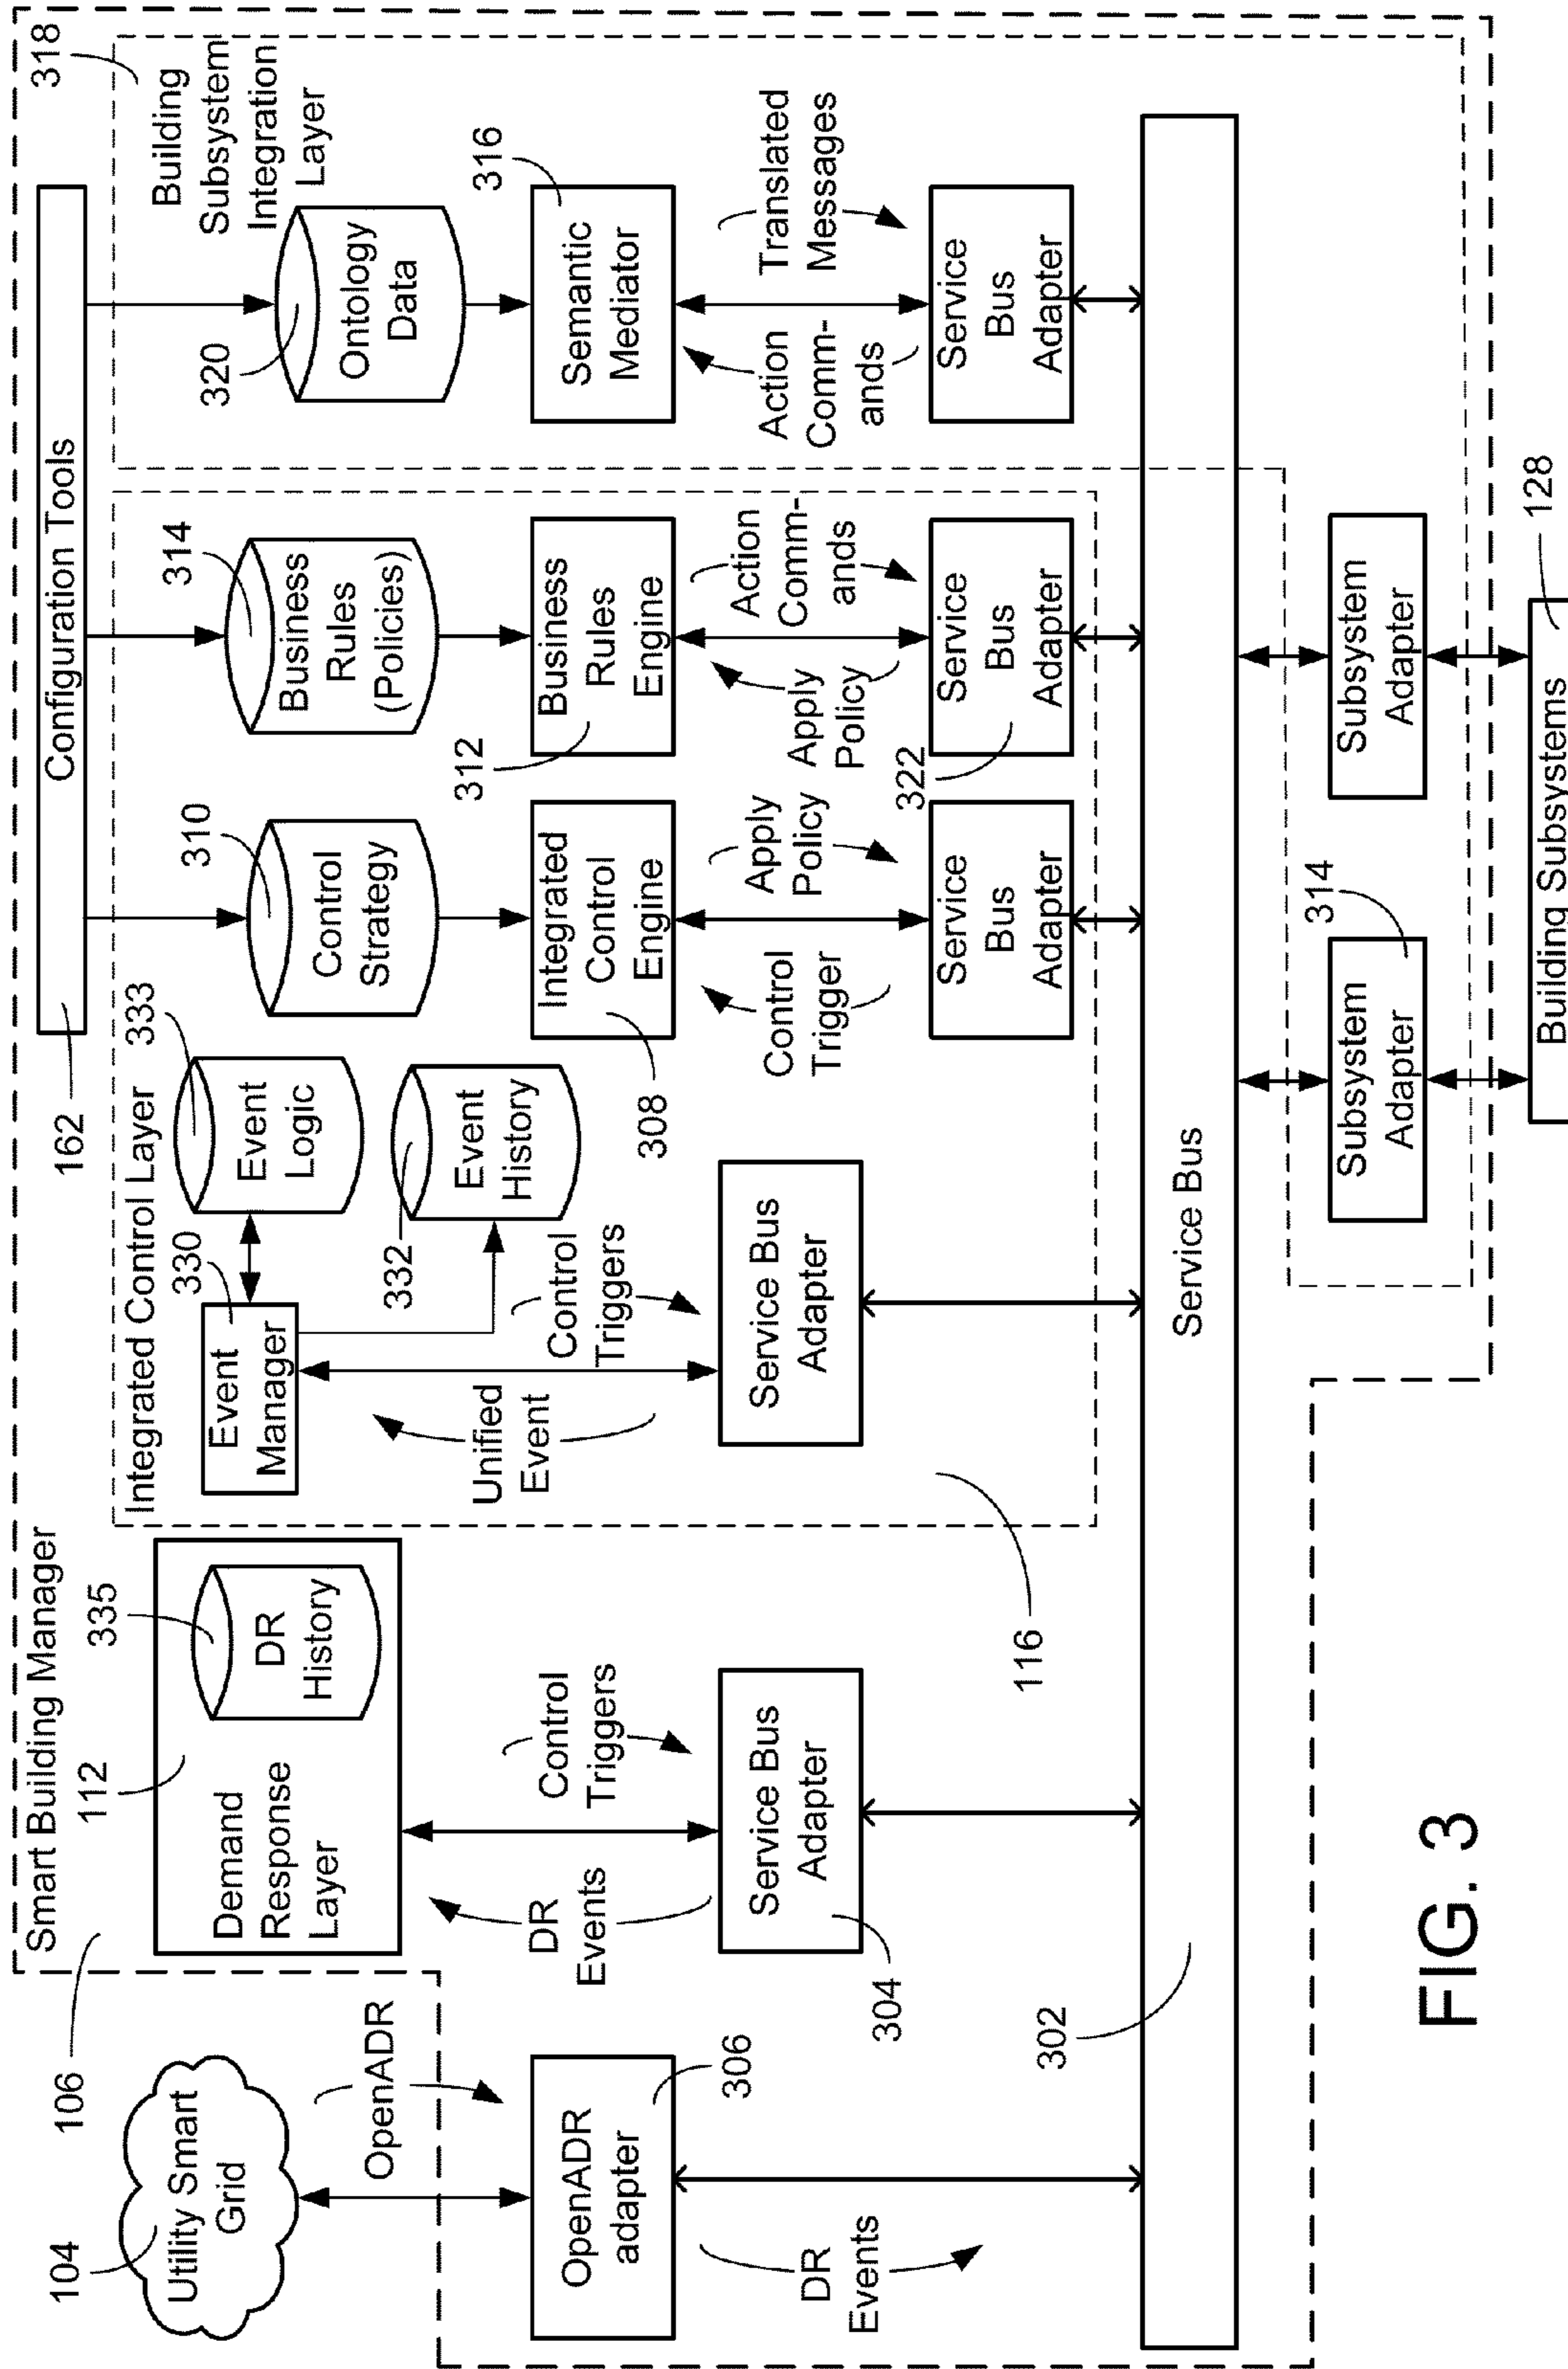 Smart Building Manager
106
104
Utility Smart
Grid
OpenADR
OpenADR
adapter
306
DR
Events
112
335
Demand
Response
Layer
DR
History
DR
Events
Control
Triggers
Service Bus
Adapter
304
162
Configuration Tools
Integrated Control Layer
330
333
Event
Manager
Event
Logic
332
Event
History
Unified
Event
Control
Triggers
Service Bus
Adapter
116
310
Control
Strategy
Integrated
Control
Engine
308
Control
Trigger
Apply
Policy
Service
Bus
Adapter
314
Business
Rules
(Policies)
312
Business
Rules
Engine
Apply
Policy
Action
Comm-
ands
322
Service
Bus
Adapter
318
Building
Subsystem
Integration
Layer
320
Ontology
Data
316
Semantic
Mediator
Action
Comm-
ands
Translated
Messages
Service
Bus
Adapter
302
Service Bus
314
Subsystem
Adapter
Subsystem
Adapter
Building Subsystems
128
FIG. 3